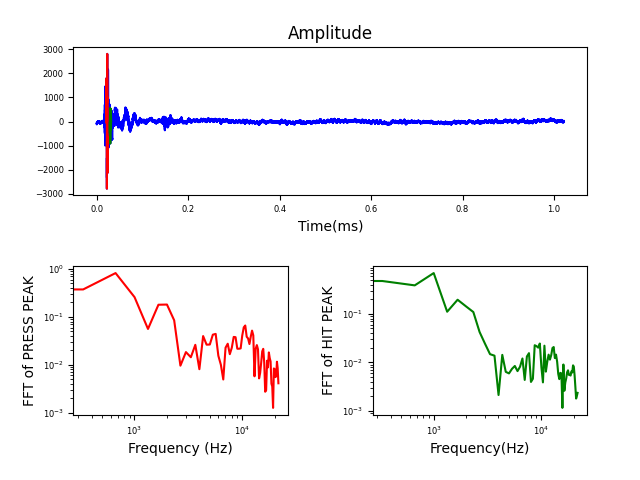 Amplitude
3000
2000
1000
0
−1000
−2000
−3000
0.0 0.2 0.4 0.6 0.8 1.0
Time(ms)
FFT of PRESS PEAK
10⁰
10⁻¹
10⁻²
10⁻³
10³ 10⁴
Frequency (Hz)
FFT of HIT PEAK
10⁻¹
10⁻²
10⁻³
10³ 10⁴
Frequency(Hz)